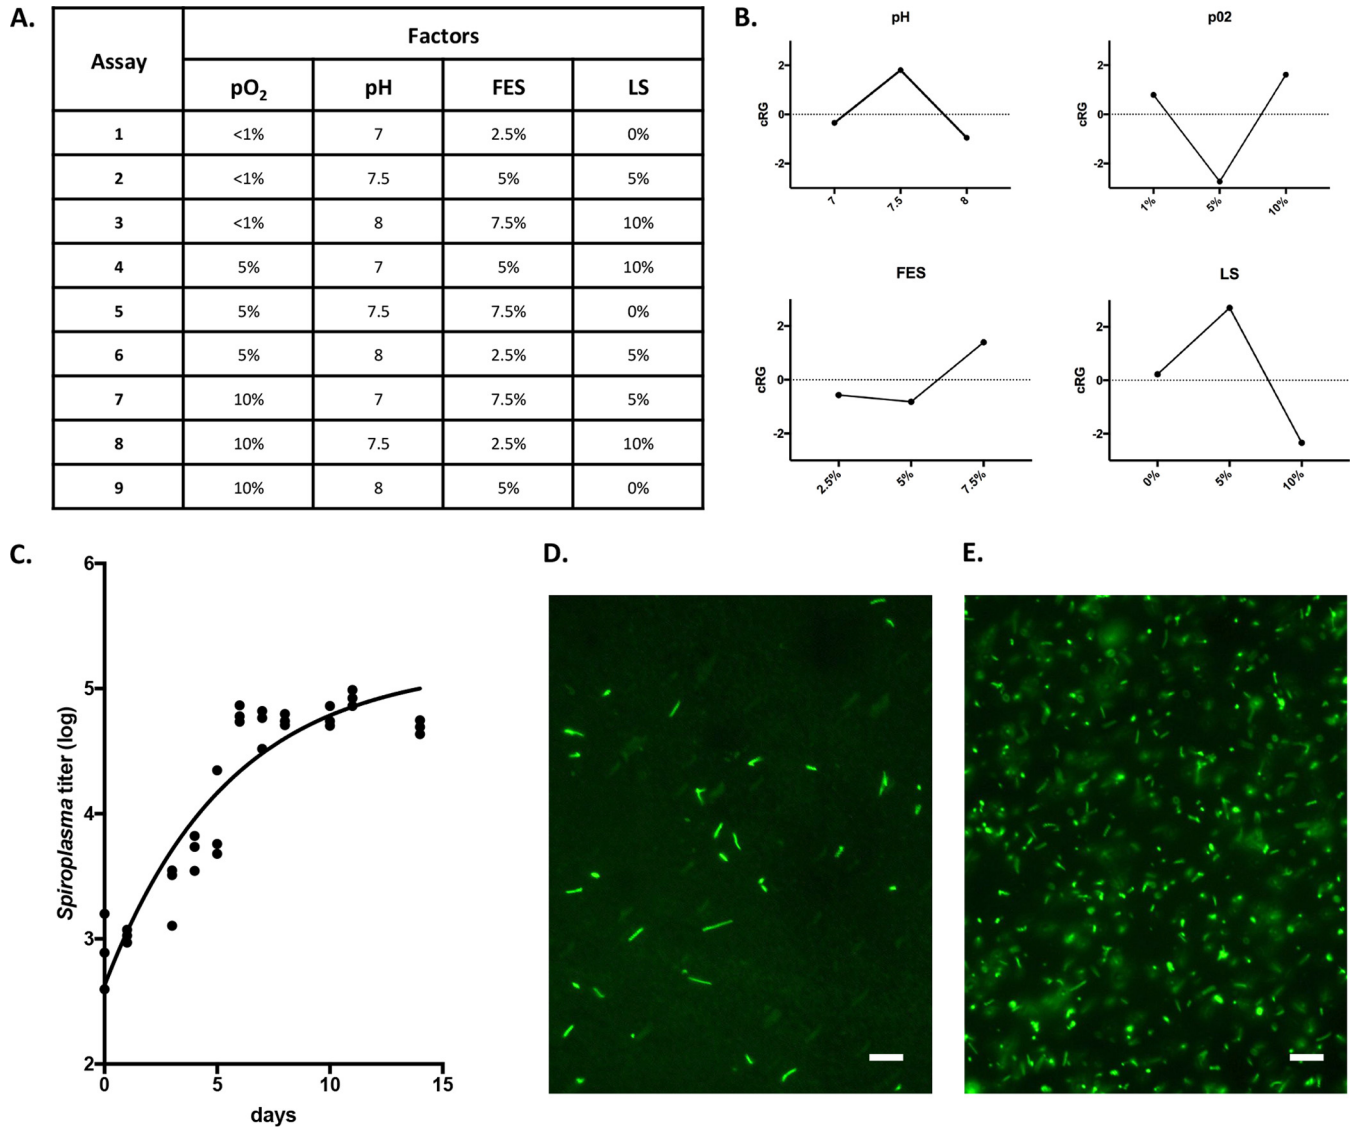 A.
Assay Factors
pO2 pH FES LS
1 <1% 7 2.5% 0%
2 <1% 7.5 5% 5%
3 <1% 8 7.5% 10%
4 5% 7 5% 10%
5 5% 7.5 7.5% 0%
6 5% 8 2.5% 5%
7 10% 7 7.5% 5%
8 10% 7.5 2.5% 10%
9 10% 8 5% 0%
B.
pH
cRG
2
0
-2
7 7.5 8
p02
cRG
2
0
-2
1% 5% 10%
FES
cRG
2
0
-2
2.5% 5% 7.5%
LS
cRG
2
0
-2
0% 5% 10%
C.
Spiroplasma titer (log)
6
5
4
3
2
0 5 10 15
days
D.
E.